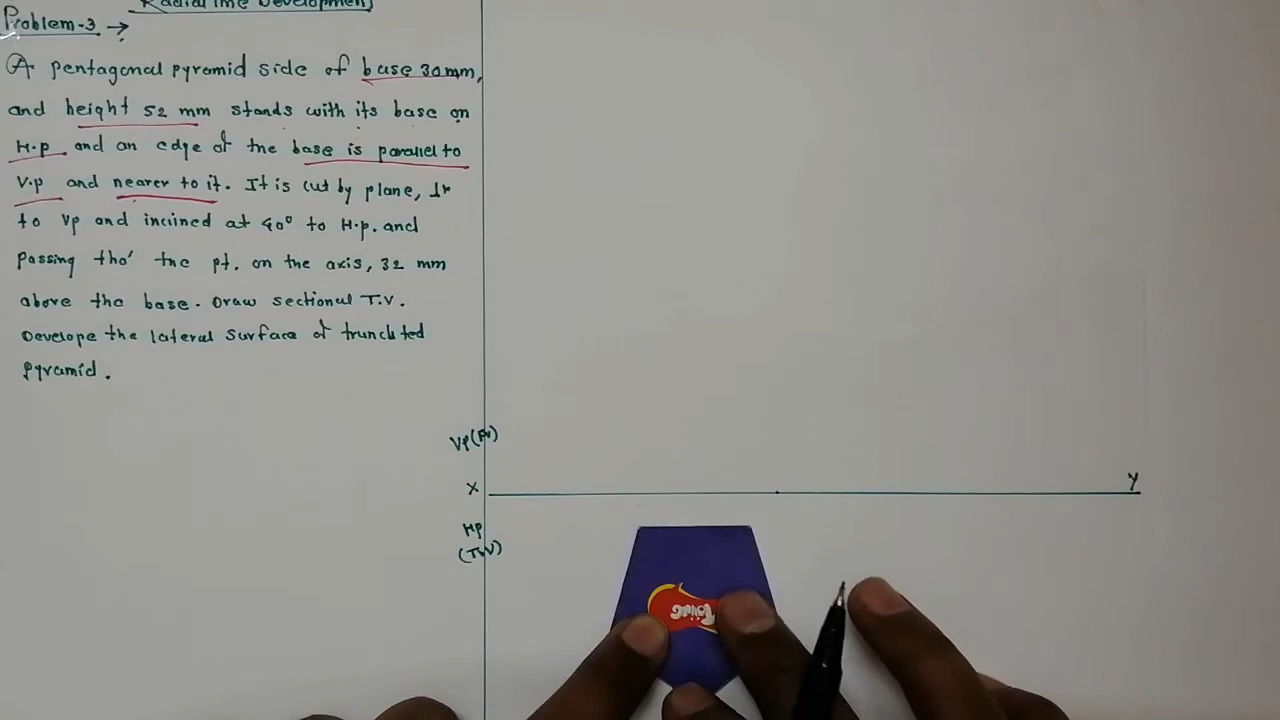 Radial line Development
Problem-3 →
A pentagonal pyramid side of base 30mm,
and height 52 mm stands with its base on
H.p and an edge of the base is parallel to
V.p and nearer to it. It is cut by plane, ⊥r
to Vp and inclined at 40° to H.p. and
passing tho' the pt. on the axis, 32 mm
above the base. Draw sectional T.V.
Develope the lateral surface of truncated
pyramid.
Vp(FV)
X Y
HP
(TV)